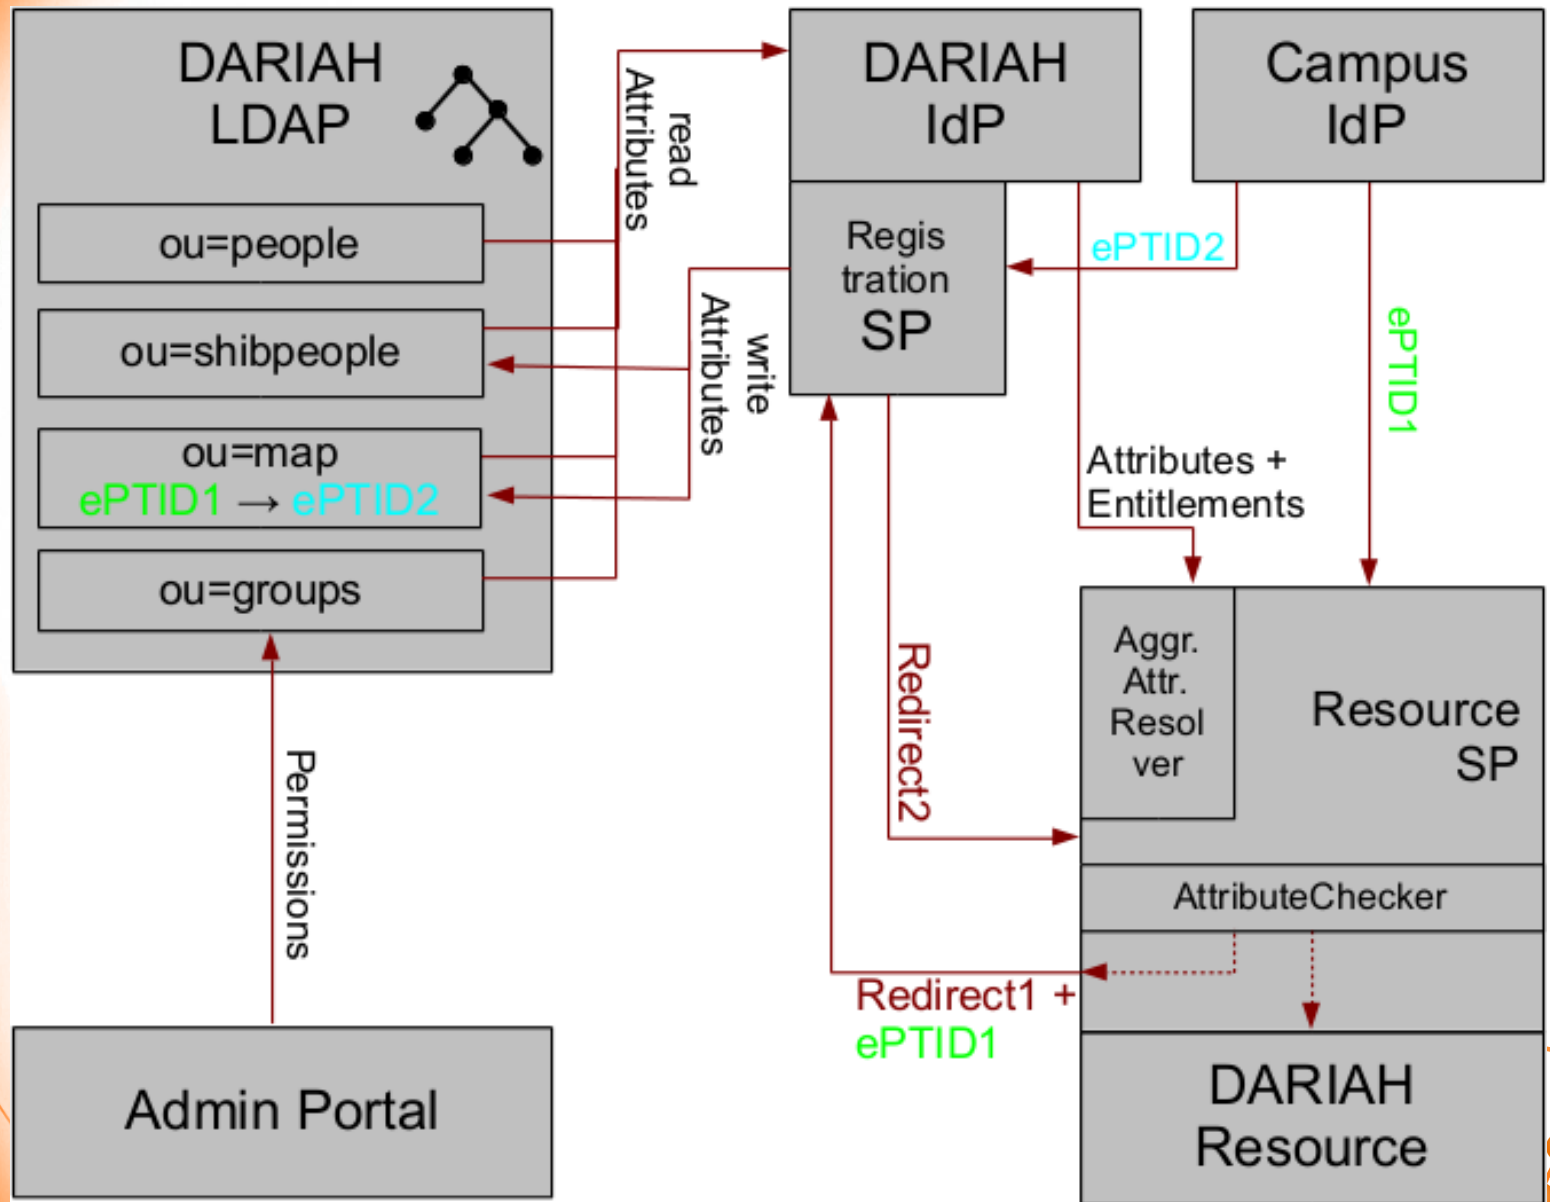 DARIAH
LDAP
ou=people
ou=shibpeople
ou=map
ePTID1 → ePTID2
ou=groups
read
Attributes
write
Attributes
Permissions
Admin Portal
DARIAH
IdP
Regis
tration
SP
Campus
IdP
ePTID2
ePTID1
Attributes +
Entitlements
Redirect2
Aggr.
Attr.
Resol
ver
Resource
SP
AttributeChecker
Redirect1 +
ePTID1
DARIAH
Resource